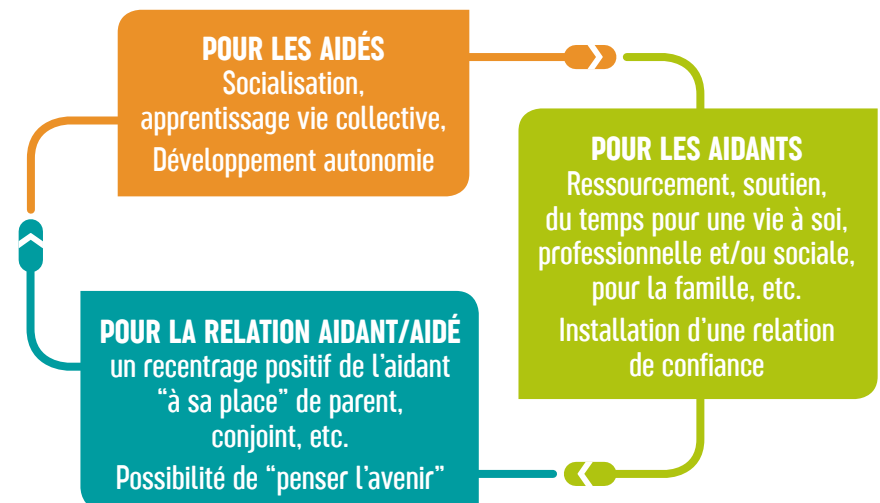 POUR LES AIDÉS
Socialisation,
apprentissage vie collective,
Développement autonomie
POUR LES AIDANTS
Ressourcement, soutien,
du temps pour une vie à soi,
professionnelle et/ou sociale,
pour la famille, etc.
Installation d'une relation
de confiance
POUR LA RELATION AIDANT/AIDÉ
un recentrage positif de l'aidant
“à sa place” de parent,
conjoint, etc.
Possibilité de “penser l'avenir”